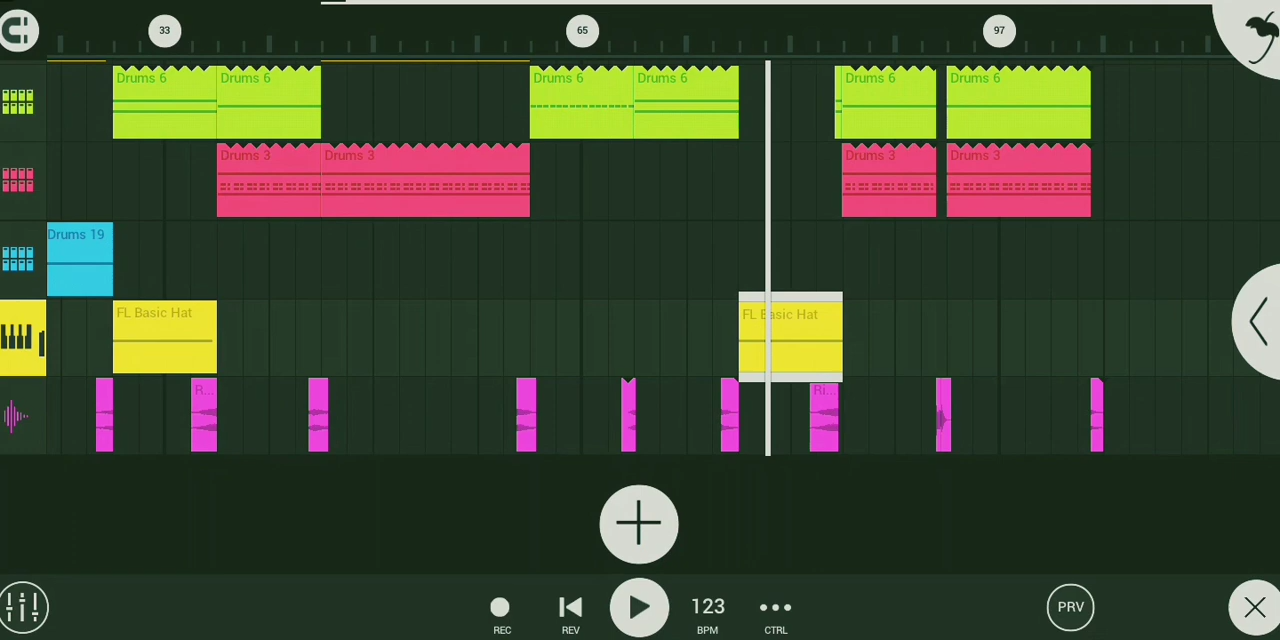 33 65 97
Drums 6 Drums 6 Drums 6 Drums 6 Drums 6 Drums 6
Drums 3 Drums 3 Drums 3 Drums 3
Drums 19
FL Basic Hat FL Basic Hat
R... Ri...
123 PRV
REC REV BPM CTRL